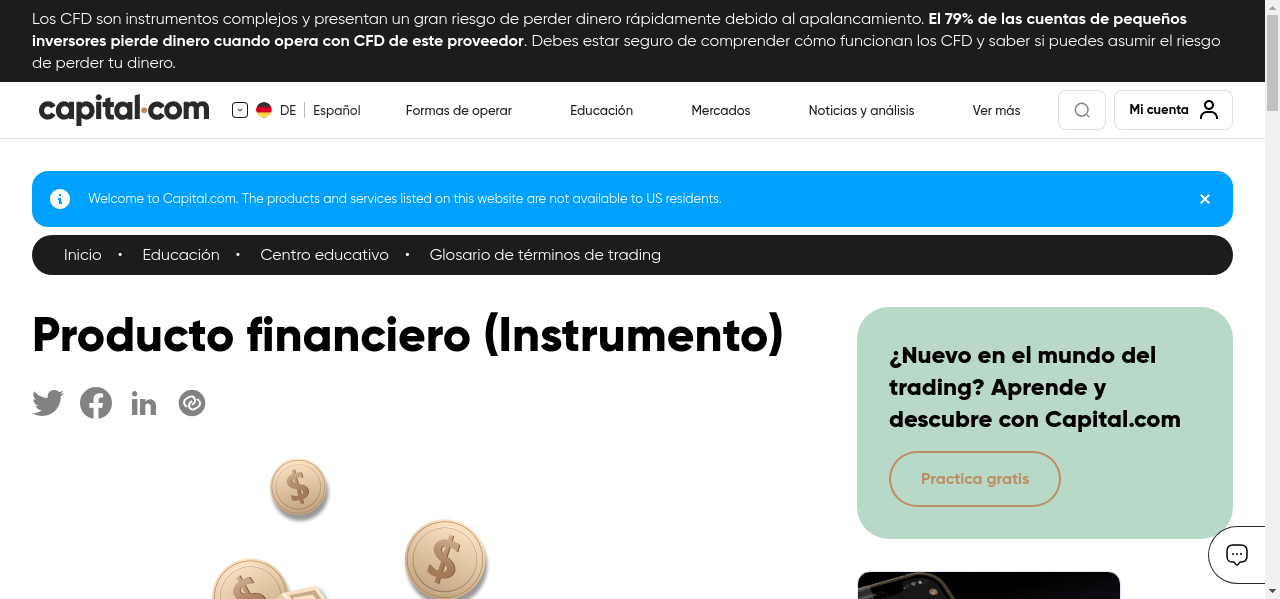 Los CFD son instrumentos complejos y presentan un gran riesgo de perder dinero rápidamente debido al apalancamiento. El 79% de las cuentas de pequeños
inversores pierde dinero cuando opera con CFD de este proveedor. Debes estar seguro de comprender cómo funcionan los CFD y saber si puedes asumir el riesgo
de perder tu dinero.
capital.com DE Español Formas de operar Educación Mercados Noticias y análisis Ver más Mi cuenta
Welcome to Capital.com. The products and services listed on this website are not available to US residents.
Inicio • Educación • Centro educativo • Glosario de términos de trading
Producto financiero (Instrumento)
¿Nuevo en el mundo del
trading? Aprende y
descubre con Capital.com
Practica gratis